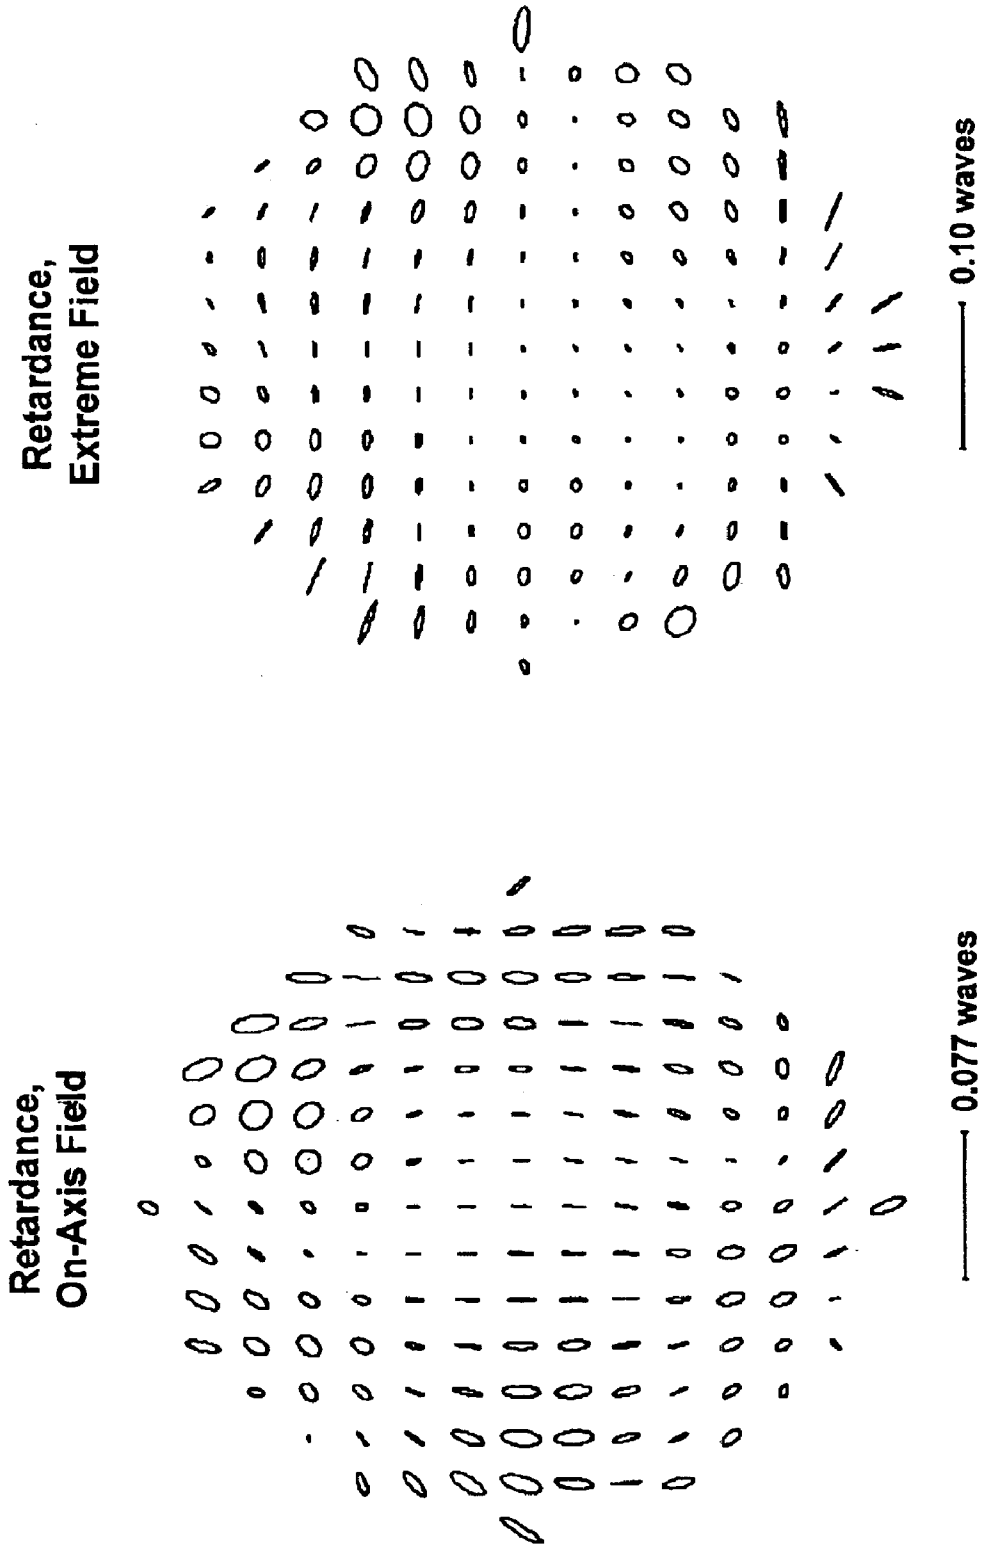 Retardance,
Extreme Field
0.10 waves
Retardance,
On-Axis Field
0.077 waves